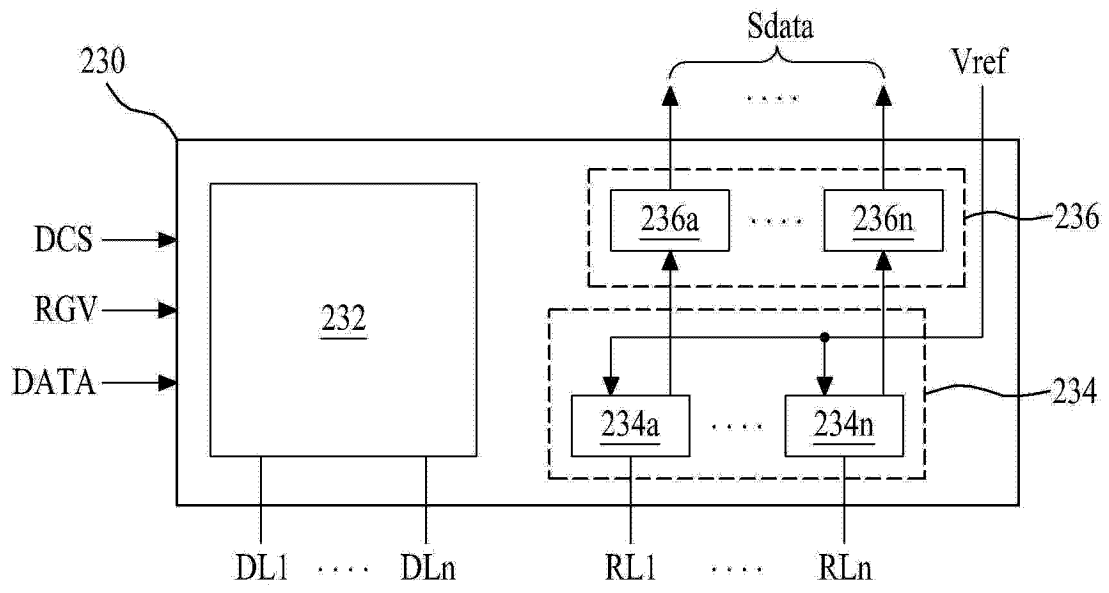 Sdata
230
Vref
....
236a .... 236n
236
DCS
RGV
232
DATA
234
234a .... 234n
DL1 .... DLn
RL1 .... RLn